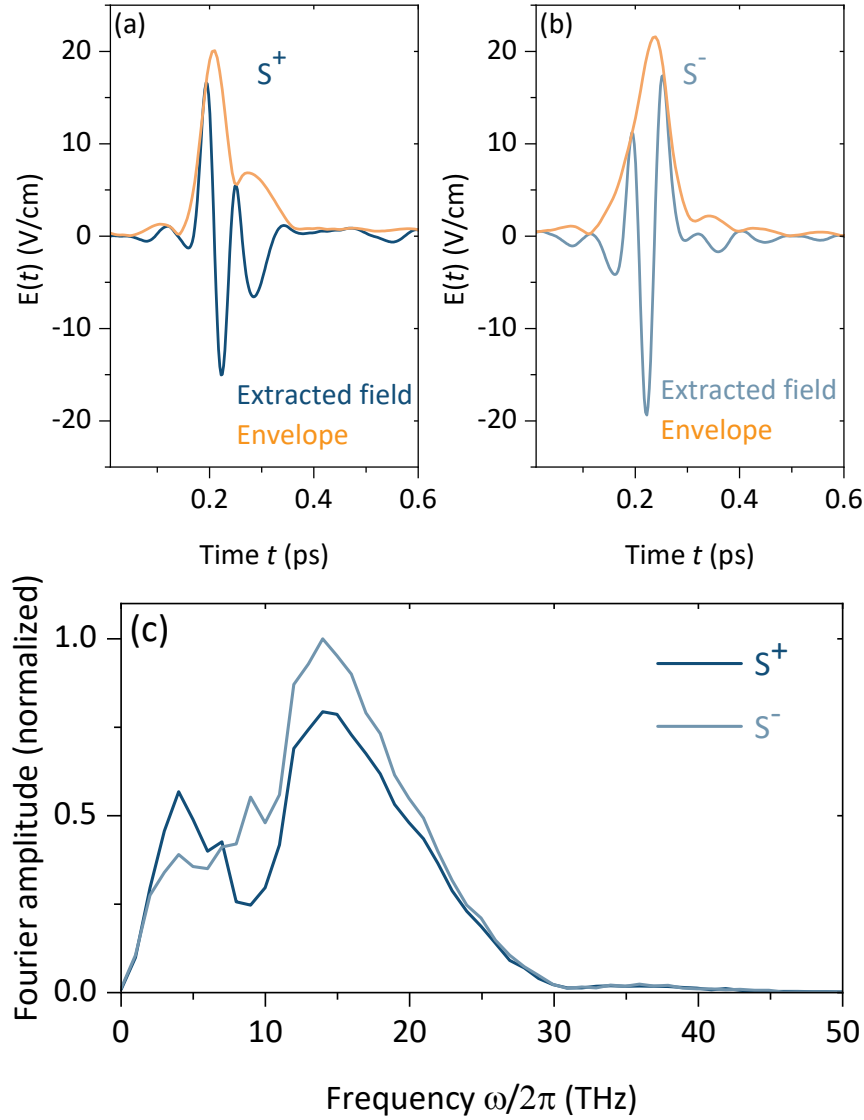 (a)
S+
E(t) (V/cm)
20
10
0
-10
-20
Extracted field
Envelope
0.2 0.4 0.6
Time t (ps)
(b)
S-
E(t) (V/cm)
20
10
0
-10
-20
Extracted field
Envelope
0.2 0.4 0.6
Time t (ps)
(c)
Fourier amplitude (normalized)
1.0
0.5
0.0
S+
S-
0 10 20 30 40 50
Frequency ω/2π (THz)